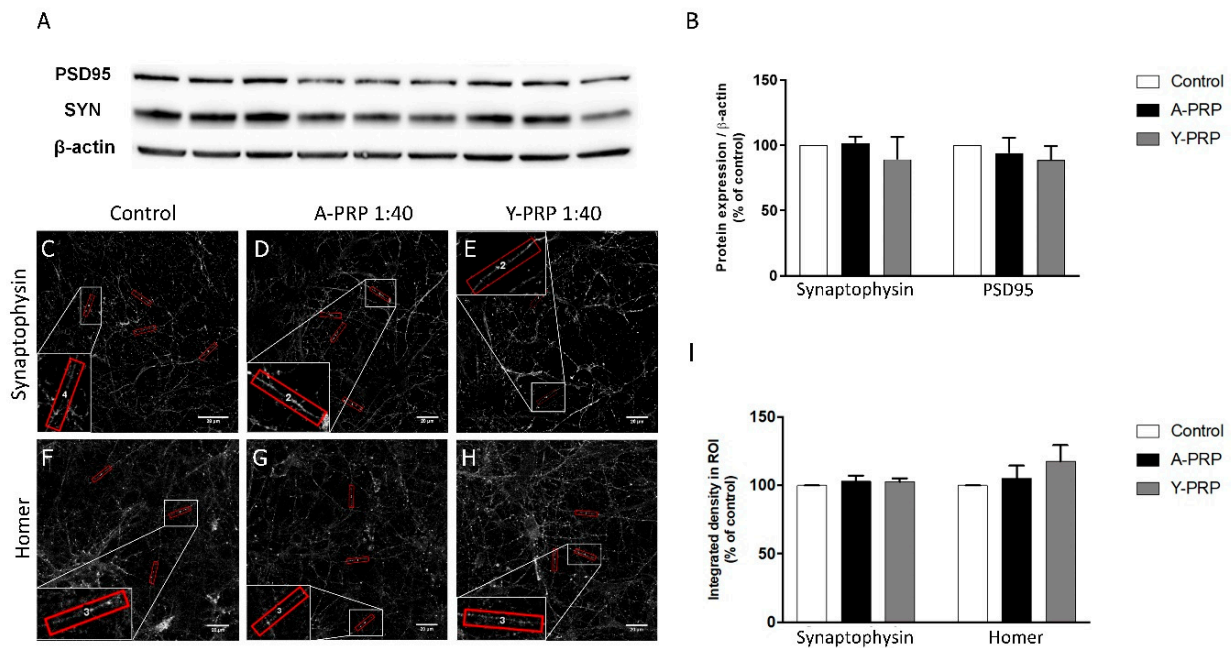 A
PSD95
SYN
β-actin
B
Protein expression / β-actin
(% of control)
150
100
50
0
Synaptophysin PSD95
Control
A-PRP
Y-PRP
Control A-PRP 1:40 Y-PRP 1:40
Synaptophysin
C
4
20 µm
D
2
20 µm
E
2
20 µm
Homer
F
3
20 µm
G
3
20 µm
H
3
20 µm
I
Integrated density in ROI
(% of control)
150
100
50
0
Synaptophysin Homer
Control
A-PRP
Y-PRP